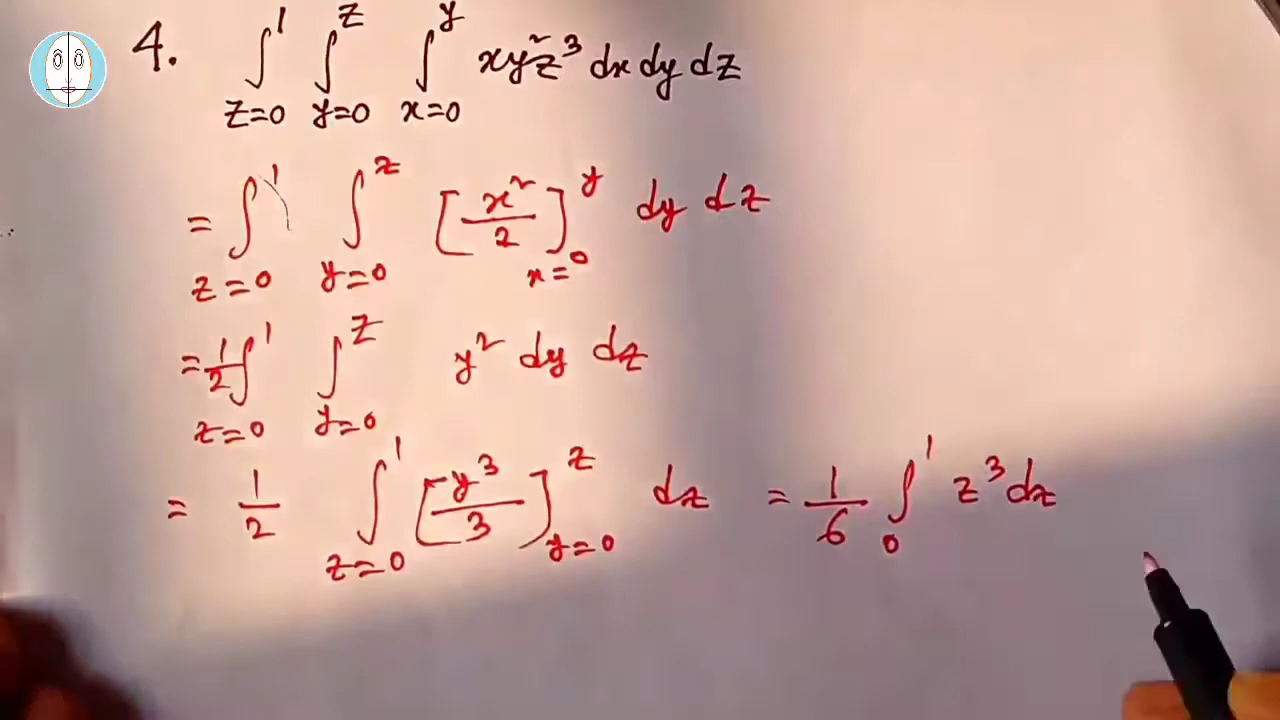 4. ∫_{z=0}^{1} ∫_{y=0}^{z} ∫_{x=0}^{y} xy²z³ dx dy dz
= ∫_{z=0}^{1} ∫_{y=0}^{z} [x²/2]_{x=0}^{y} dy dz
= 1/2 ∫_{z=0}^{1} ∫_{y=0}^{z} y² dy dz
= 1/2 ∫_{z=0}^{1} [y³/3]_{y=0}^{z} dz = 1/6 ∫_{0}^{1} z³ dz